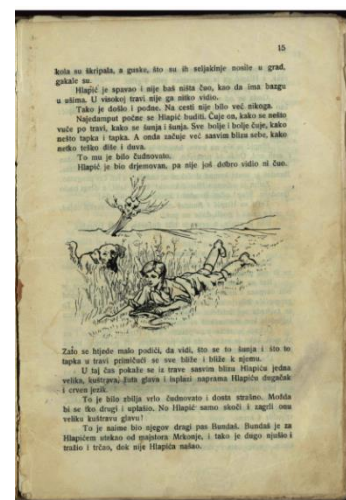 15
kola su škripala, a guske, što su ih seljakinje nosile u grad,
gakale su.
Hlapić je spavao i nije baš ništa čuo, kao da ima bazgu
u ušima. U visokoj travi nije ga nitko vidio.
Tako je došlo i podne. Na cesti nije bilo već nikoga.
Najedamput počne se Hlapić buditi. Čuje on, kako se nešto
vuče po travi, kako se šunja i šunja. Sve bolje i bolje čuje, kako
nešto tapka i tapka. A onda začuje već sasvim blizu sebe, kako
netko teško diše i duva.
To mu je bilo čudnovato.
Hlapić je bio drjemovan, pa nije još dobro vidio ni čuo.
Zato se htjede malo podići, da vidi, što se to šunja i što to
tapka u travi primičući se sve bliže i bliže k njemu.
U taj čas pokaže se iz trave sasvim blizu Hlapiću jedna
velika, kuštrava, žuta glava i isplazi naprama Hlapiću dugačak
i crven jezik.
To je bilo zbilja vrlo čudnovato i dosta strašno. Možda
bi se tko drugi i uplašio. No Hlapić samo skoči i zagrli onu
veliku kuštravu glavu!
To je naime bio njegov dragi pas Bundaš. Bundaš je za
Hlapićem utekao od majstora Mrkonje, i tako je dugo njušio i
tražio i trčao, dok nije Hlapića našao.